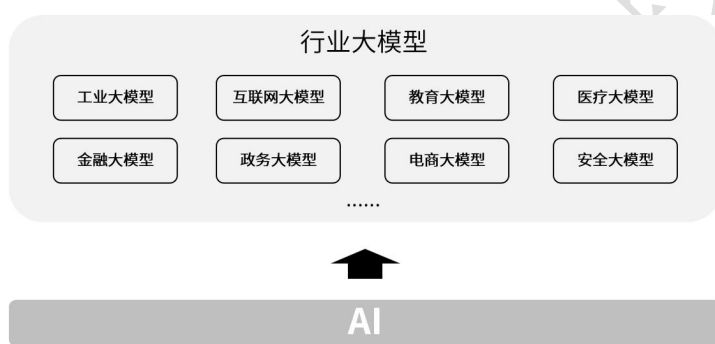 行业大模型
工业大模型 互联网大模型 教育大模型 医疗大模型
金融大模型 政务大模型 电商大模型 安全大模型
......
AI